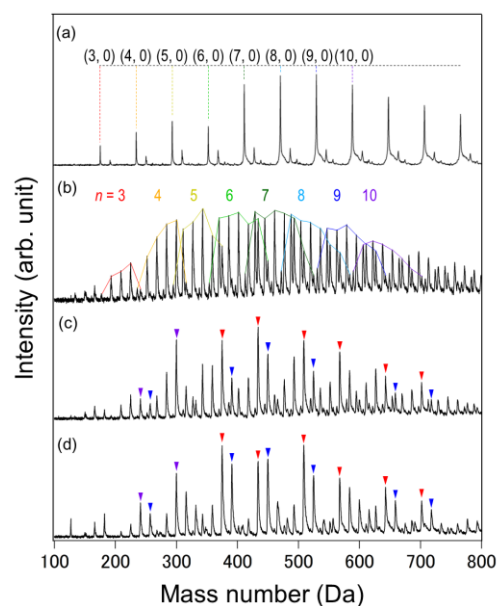 (a)
(3, 0) (4, 0) (5, 0) (6, 0) (7, 0) (8, 0) (9, 0) (10, 0)
(b)
n = 3 4 5 6 7 8 9 10
(c)
(d)
Intensity (arb. unit)
100 200 300 400 500 600 700 800
Mass number (Da)